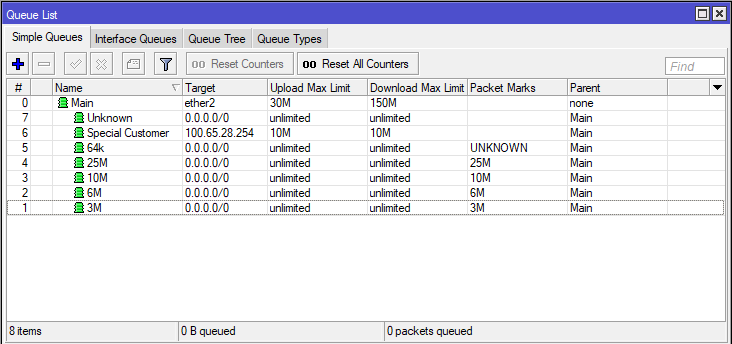 Queue List
Simple Queues Interface Queues Queue Tree Queue Types
00 Reset Counters 00 Reset All Counters Find
# Name Target Upload Max Limit Download Max Limit Packet Marks Parent
0 Main ether2 30M 150M none
7 Unknown 0.0.0.0/0 unlimited unlimited Main
6 Special Customer 100.65.28.254 10M 10M Main
5 64k 0.0.0.0/0 unlimited unlimited UNKNOWN Main
4 25M 0.0.0.0/0 unlimited unlimited 25M Main
3 10M 0.0.0.0/0 unlimited unlimited 10M Main
2 6M 0.0.0.0/0 unlimited unlimited 6M Main
1 3M 0.0.0.0/0 unlimited unlimited 3M Main
8 items 0 B queued 0 packets queued